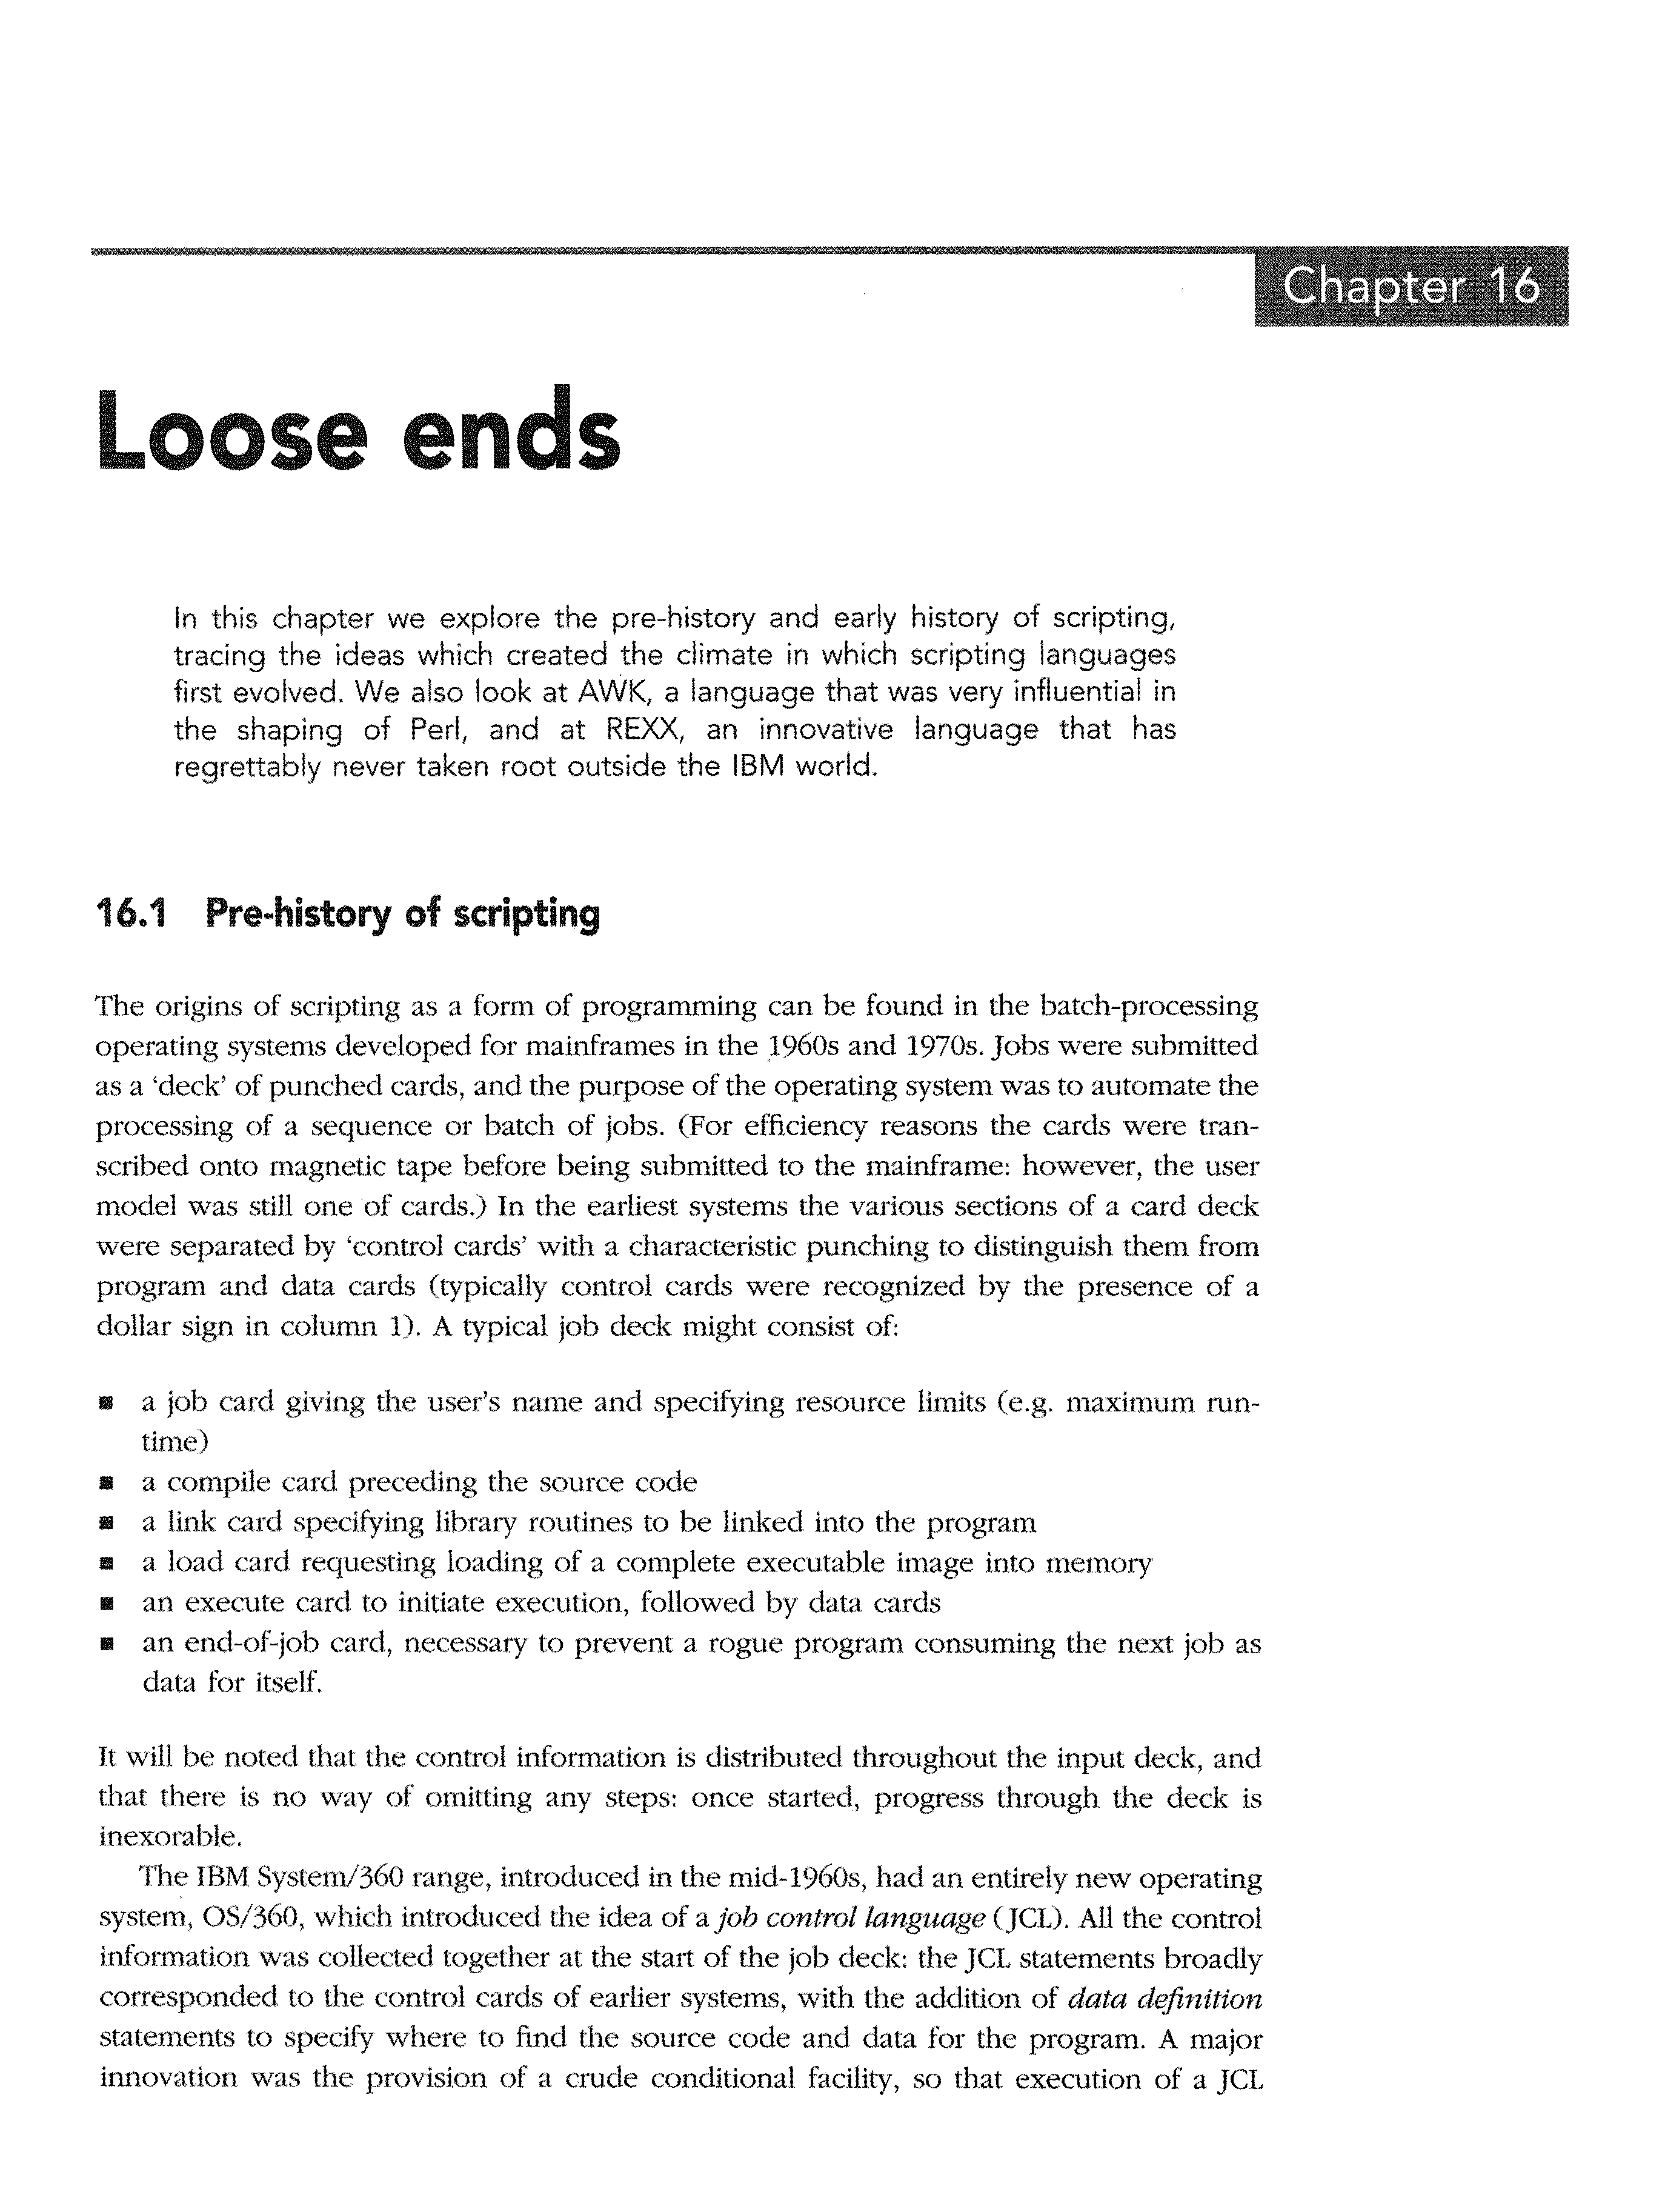 Chapter 16
Loose ends
In this chapter we explore the pre-history and early history of scripting,
tracing the ideas which created the climate in which scripting languages
first evolved. We also look at AWK, a language that was very influential in
the shaping of Perl, and at REXX, an innovative language that has
regrettably never taken root outside the IBM world.
16.1 Pre-history of scripting
The origins of scripting as a form of programming can be found in the batch-processing
operating systems developed for mainframes in the 1960s and 1970s. Jobs were submitted
as a ‘deck’ of punched cards, and the purpose of the operating system was to automate the
processing of a sequence or batch of jobs. (For efficiency reasons the cards were tran-
scribed onto magnetic tape before being submitted to the mainframe: however, the user
model was still one of cards.) In the earliest systems the various sections of a card deck
were separated by ‘control cards’ with a characteristic punching to distinguish them from
program and data cards (typically control cards were recognized by the presence of a
dollar sign in column 1). A typical job deck might consist of:
■ a job card giving the user's name and specifying resource limits (e.g. maximum run-
time)
■ a compile card preceding the source code
■ a link card specifying library routines to be linked into the program
■ a load card requesting loading of a complete executable image into memory
■ an execute card to initiate execution, followed by data cards
■ an end-of-job card, necessary to prevent a rogue program consuming the next job as
data for itself.
It will be noted that the control information is distributed throughout the input deck, and
that there is no way of omitting any steps: once started, progress through the deck is
inexorable.
The IBM System/360 range, introduced in the mid-1960s, had an entirely new operating
system, OS/360, which introduced the idea of a job control language (JCL). All the control
information was collected together at the start of the job deck: the JCL statements broadly
corresponded to the control cards of earlier systems, with the addition of data definition
statements to specify where to find the source code and data for the program. A major
innovation was the provision of a crude conditional facility, so that execution of a JCL